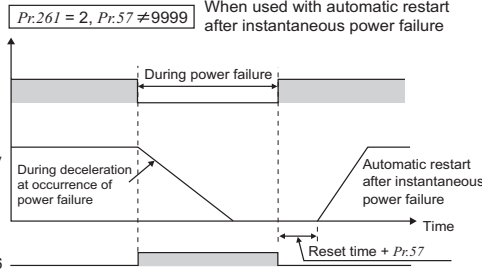 Pr.261 = 2, Pr.57 ≠9999
When used with automatic restart
after instantaneous power failure
During power failure
During deceleration
at occurrence of
power failure
Automatic restart
after instantaneous
power failure
Time
Reset time + Pr.57